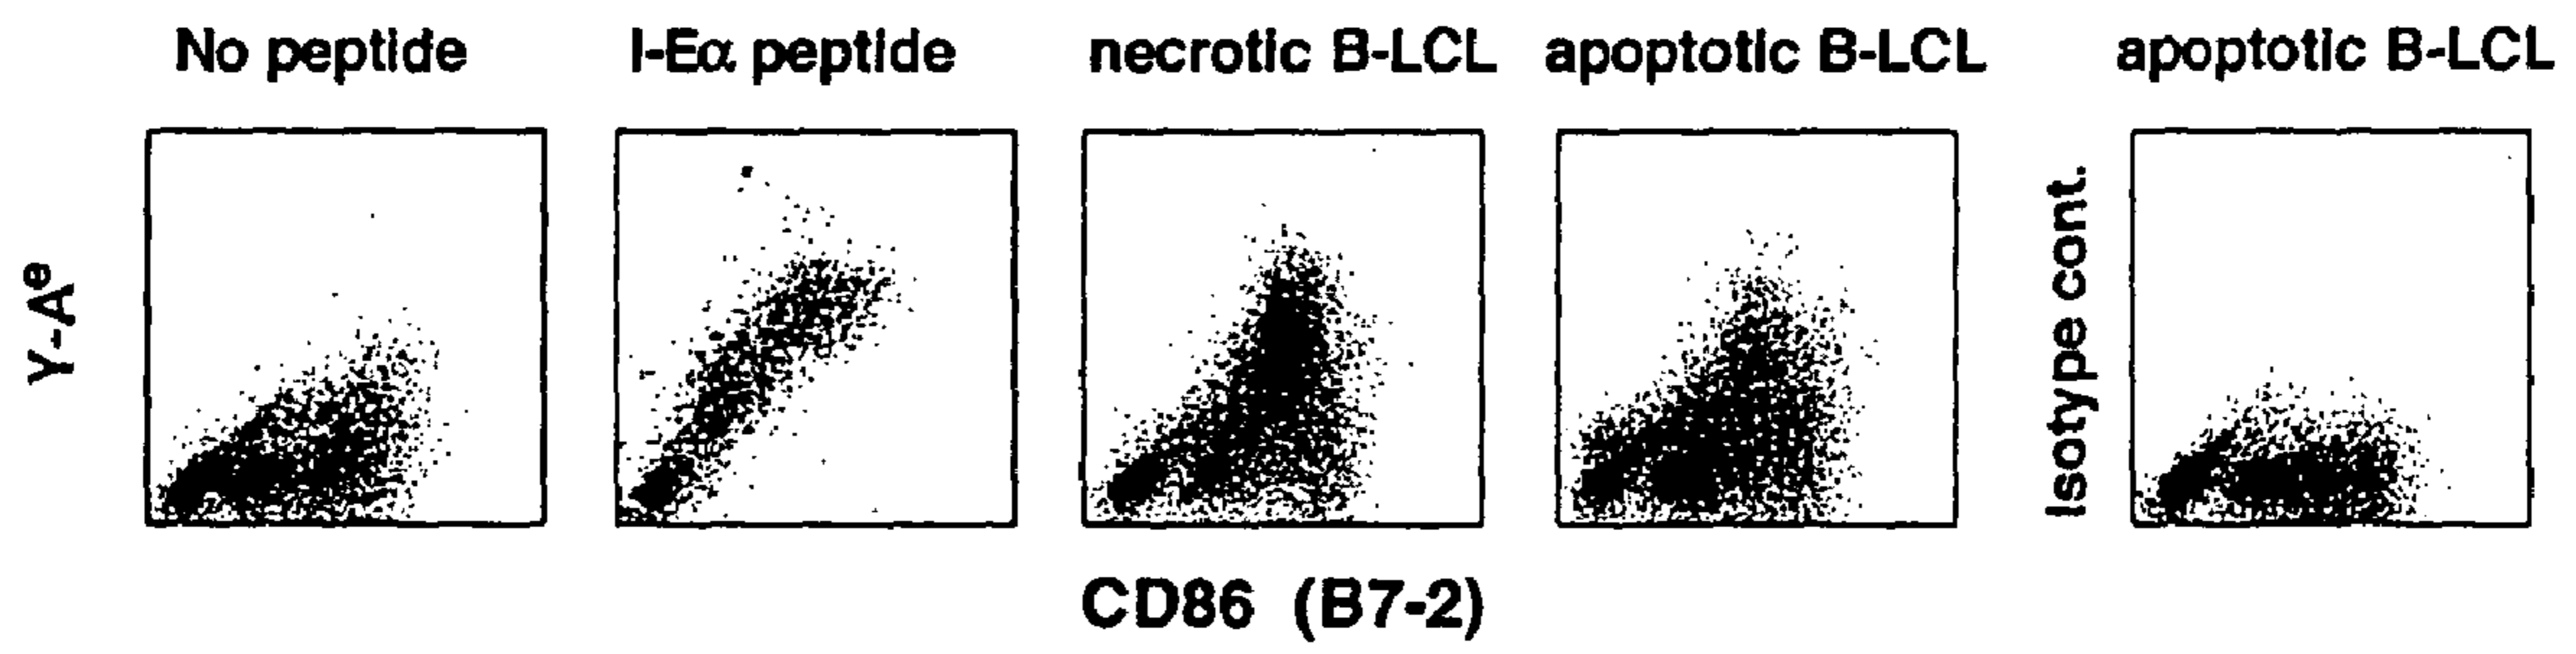 No peptide
I-Eα peptide
necrotic B-LCL
apoptotic B-LCL
apoptotic B-LCL
Y-Ae
Isotype cont.
CD86 (B7-2)